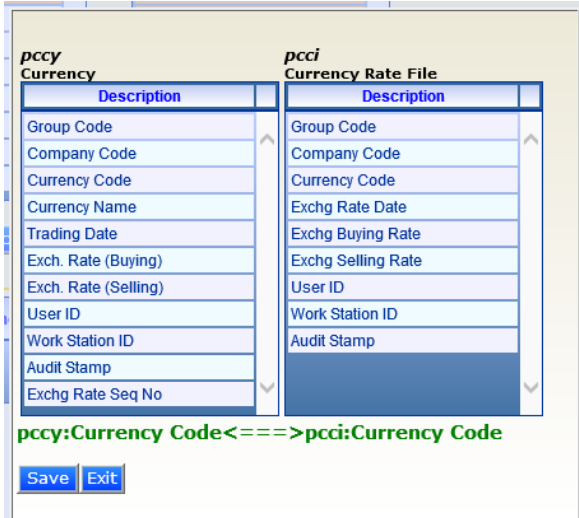 pccy
Currency
Description
Group Code
Company Code
Currency Code
Currency Name
Trading Date
Exch. Rate (Buying)
Exch. Rate (Selling)
User ID
Work Station ID
Audit Stamp
Exchg Rate Seq No
pcci
Currency Rate File
Description
Group Code
Company Code
Currency Code
Exchg Rate Date
Exchg Buying Rate
Exchg Selling Rate
User ID
Work Station ID
Audit Stamp
pccy:Currency Code<===>pcci:Currency Code
Save Exit